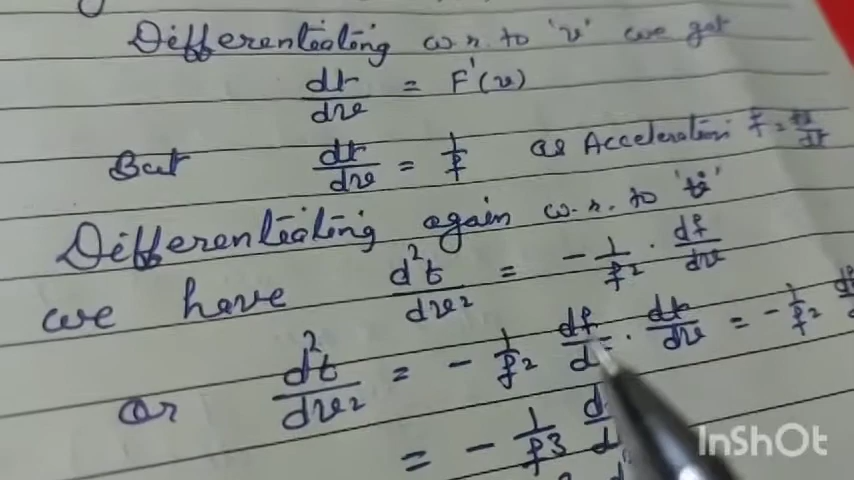 Differentiating w.r. to 'v' we get
dt/dv = F'(v)
But dt/dv = 1/f as Acceleration f = dv/dt
Differentiating again w.r. to 'v'
we have d²t/dv² = - 1/f² . df/dv
or d²t/dv² = - 1/f² df/d . dt/dv = - 1/f²
= - 1/f3
InShOt